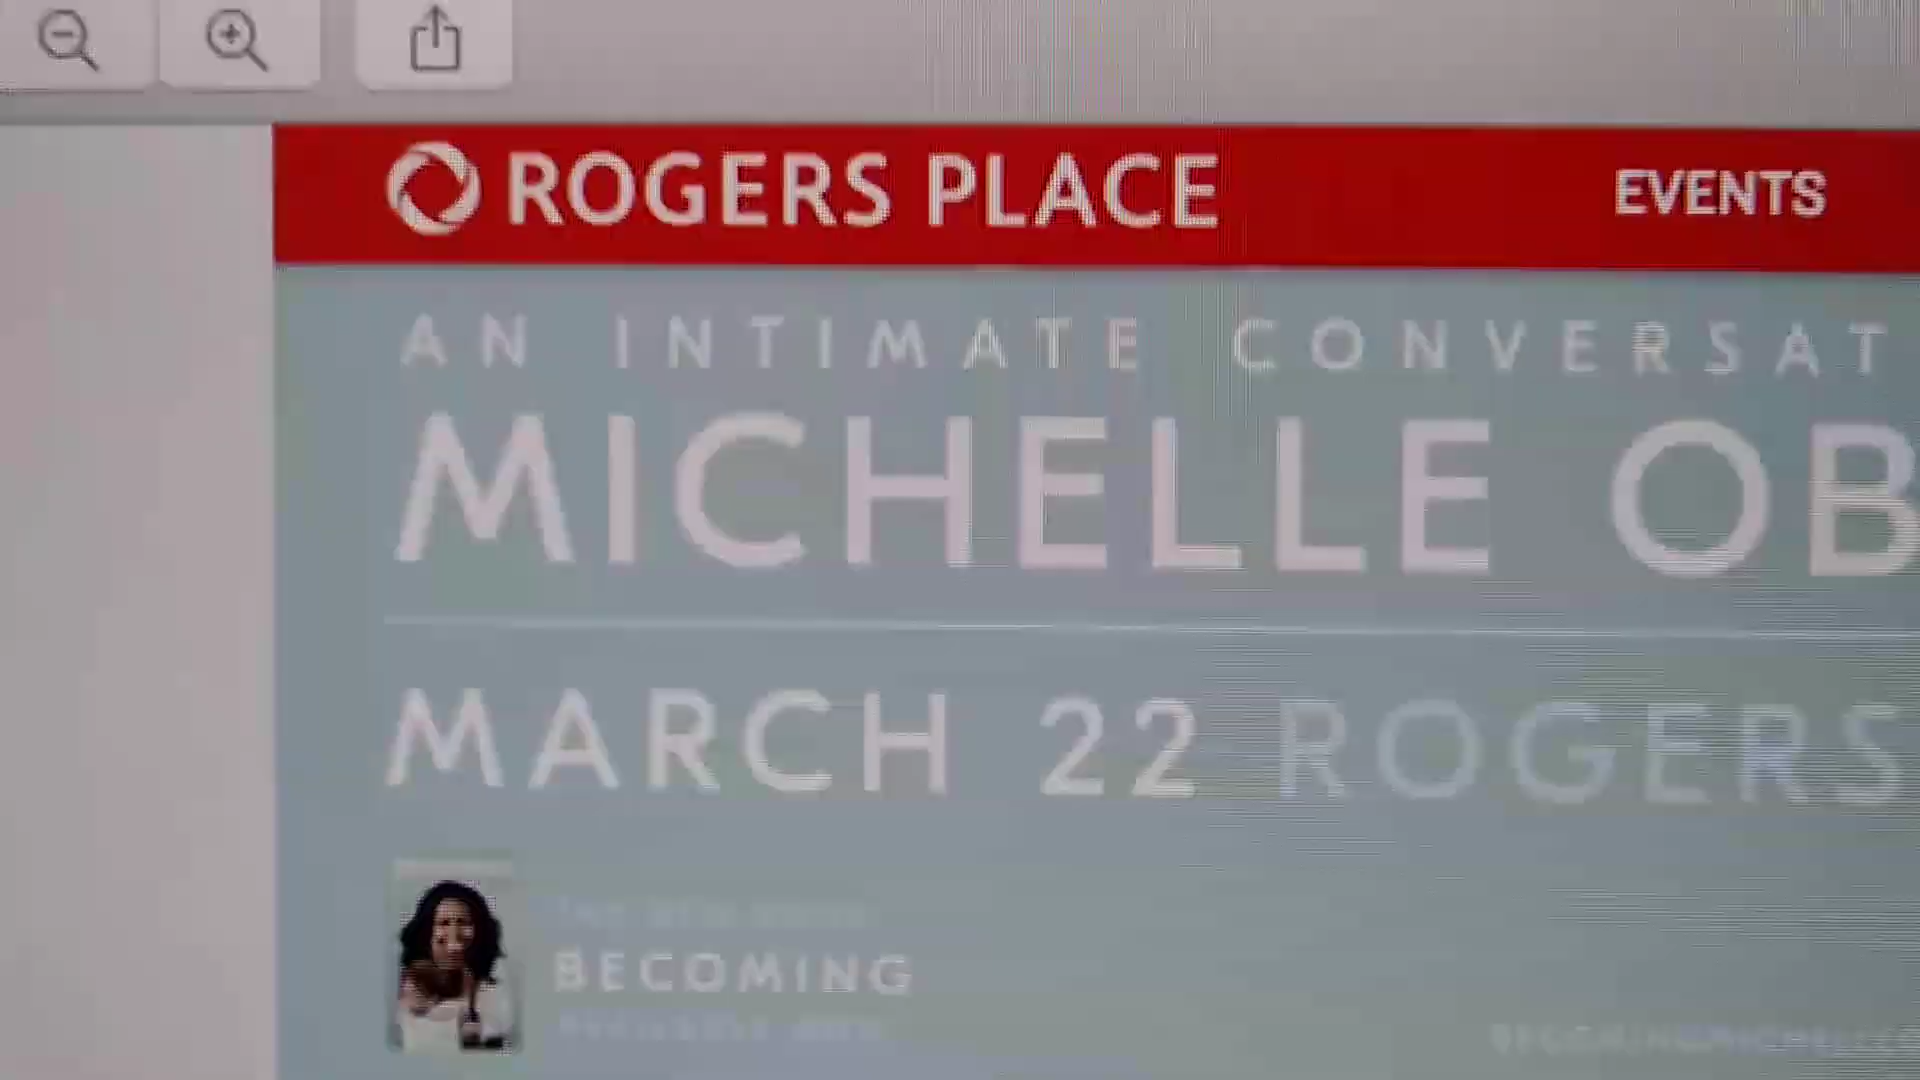 ROGERS PLACE
EVENTS
AN INTIMATE CONVERSAT
MICHELLE OB
MARCH 22 ROGERS
BECOMING